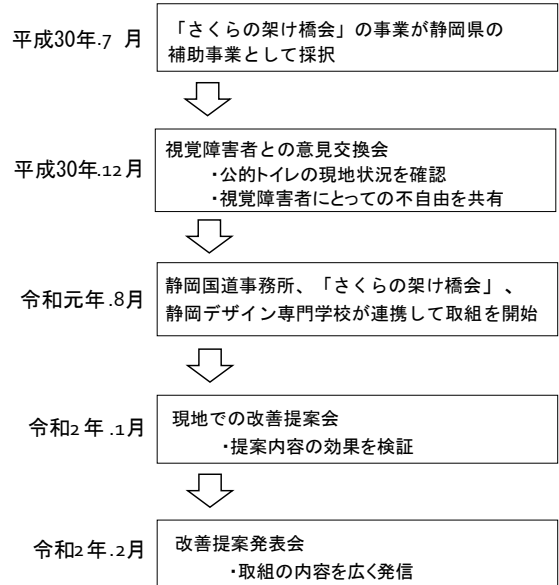 平成30年.7 月
「さくらの架け橋会」の事業が静岡県の
補助事業として採択
平成30年.12月
視覚障害者との意見交換会
・公的トイレの現地状況を確認
・視覚障害者にとっての不自由を共有
令和元年.8月
静岡国道事務所、「さくらの架け橋会」、
静岡デザイン専門学校が連携して取組を開始
令和2年.1月
現地での改善提案会
・提案内容の効果を検証
令和2年.2月
改善提案発表会
・取組の内容を広く発信